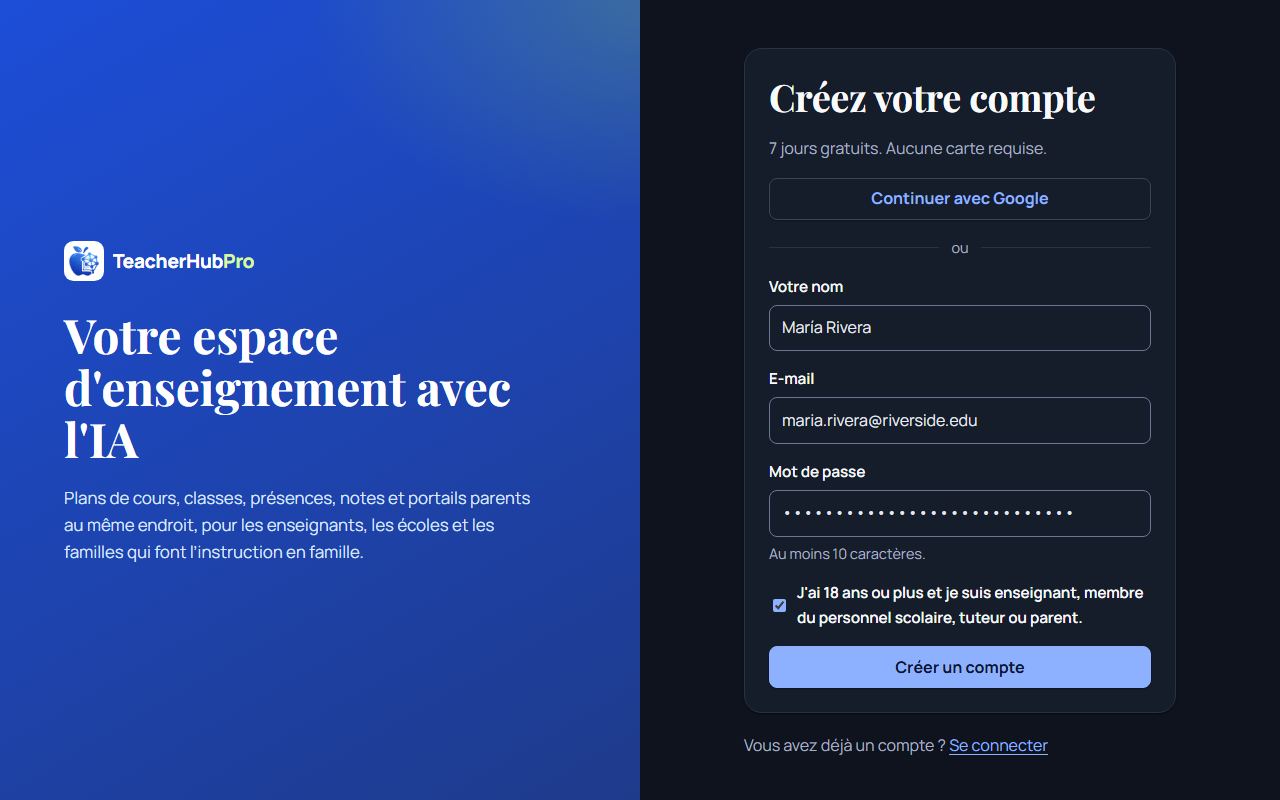 TeacherHubPro
Votre espace
d'enseignement avec
l'IA
Plans de cours, classes, présences, notes et portails parents
au même endroit, pour les enseignants, les écoles et les
familles qui font l'instruction en famille.
Créez votre compte
7 jours gratuits. Aucune carte requise.
Continuer avec Google
ou
Votre nom
María Rivera
E-mail
maria.rivera@riverside.edu
Mot de passe
••••••••••••••••••••••••••••
Au moins 10 caractères.
J'ai 18 ans ou plus et je suis enseignant, membre
du personnel scolaire, tuteur ou parent.
Créer un compte
Vous avez déjà un compte ? Se connecter